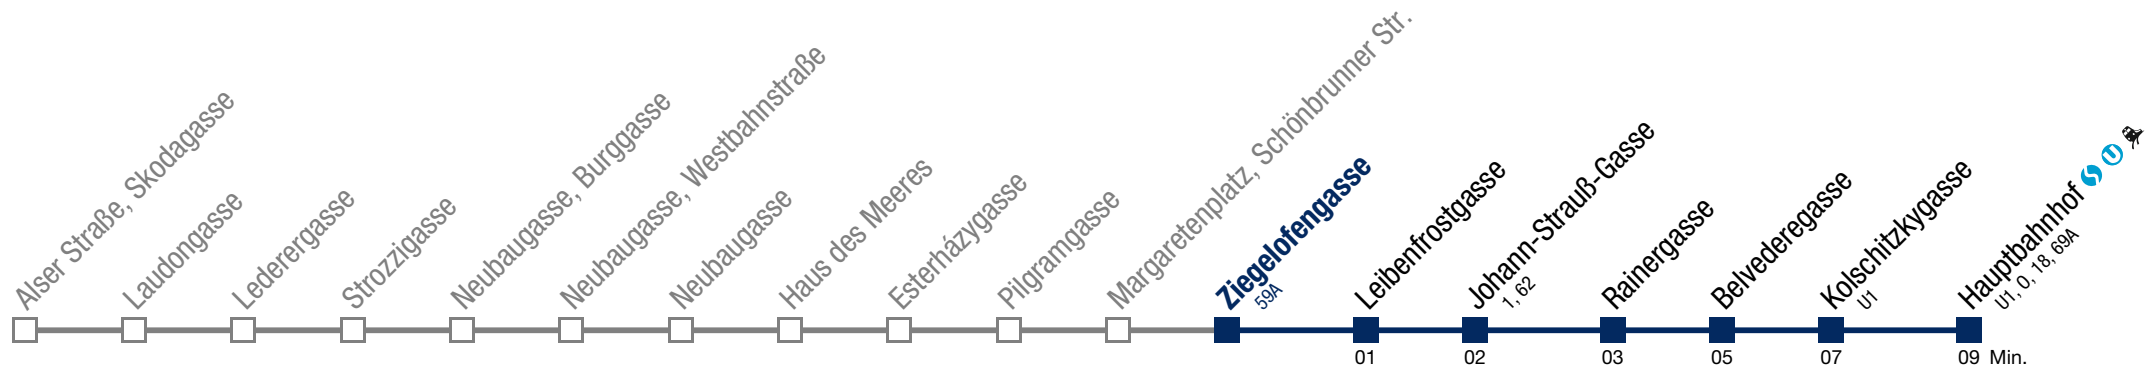 Alser Straße, Skodagasse
Laudongasse
Lederergasse
Strozzigasse
Neubaugasse, Burggasse
Neubaugasse, Westbahnstraße
Neubaugasse
Haus des Meeres
Esterházygasse
Pilgramgasse
Margaretenplatz, Schönbrunner Str.
Ziegelofengasse
59A
Leibenfrostgasse
Johann-Strauß-Gasse
1, 62
Rainergasse
Belvederegasse
Kolschitzkygasse
U1
Hauptbahnhof S U
U1, O, 18, 69A
01 02 03 05 07 09 Min.